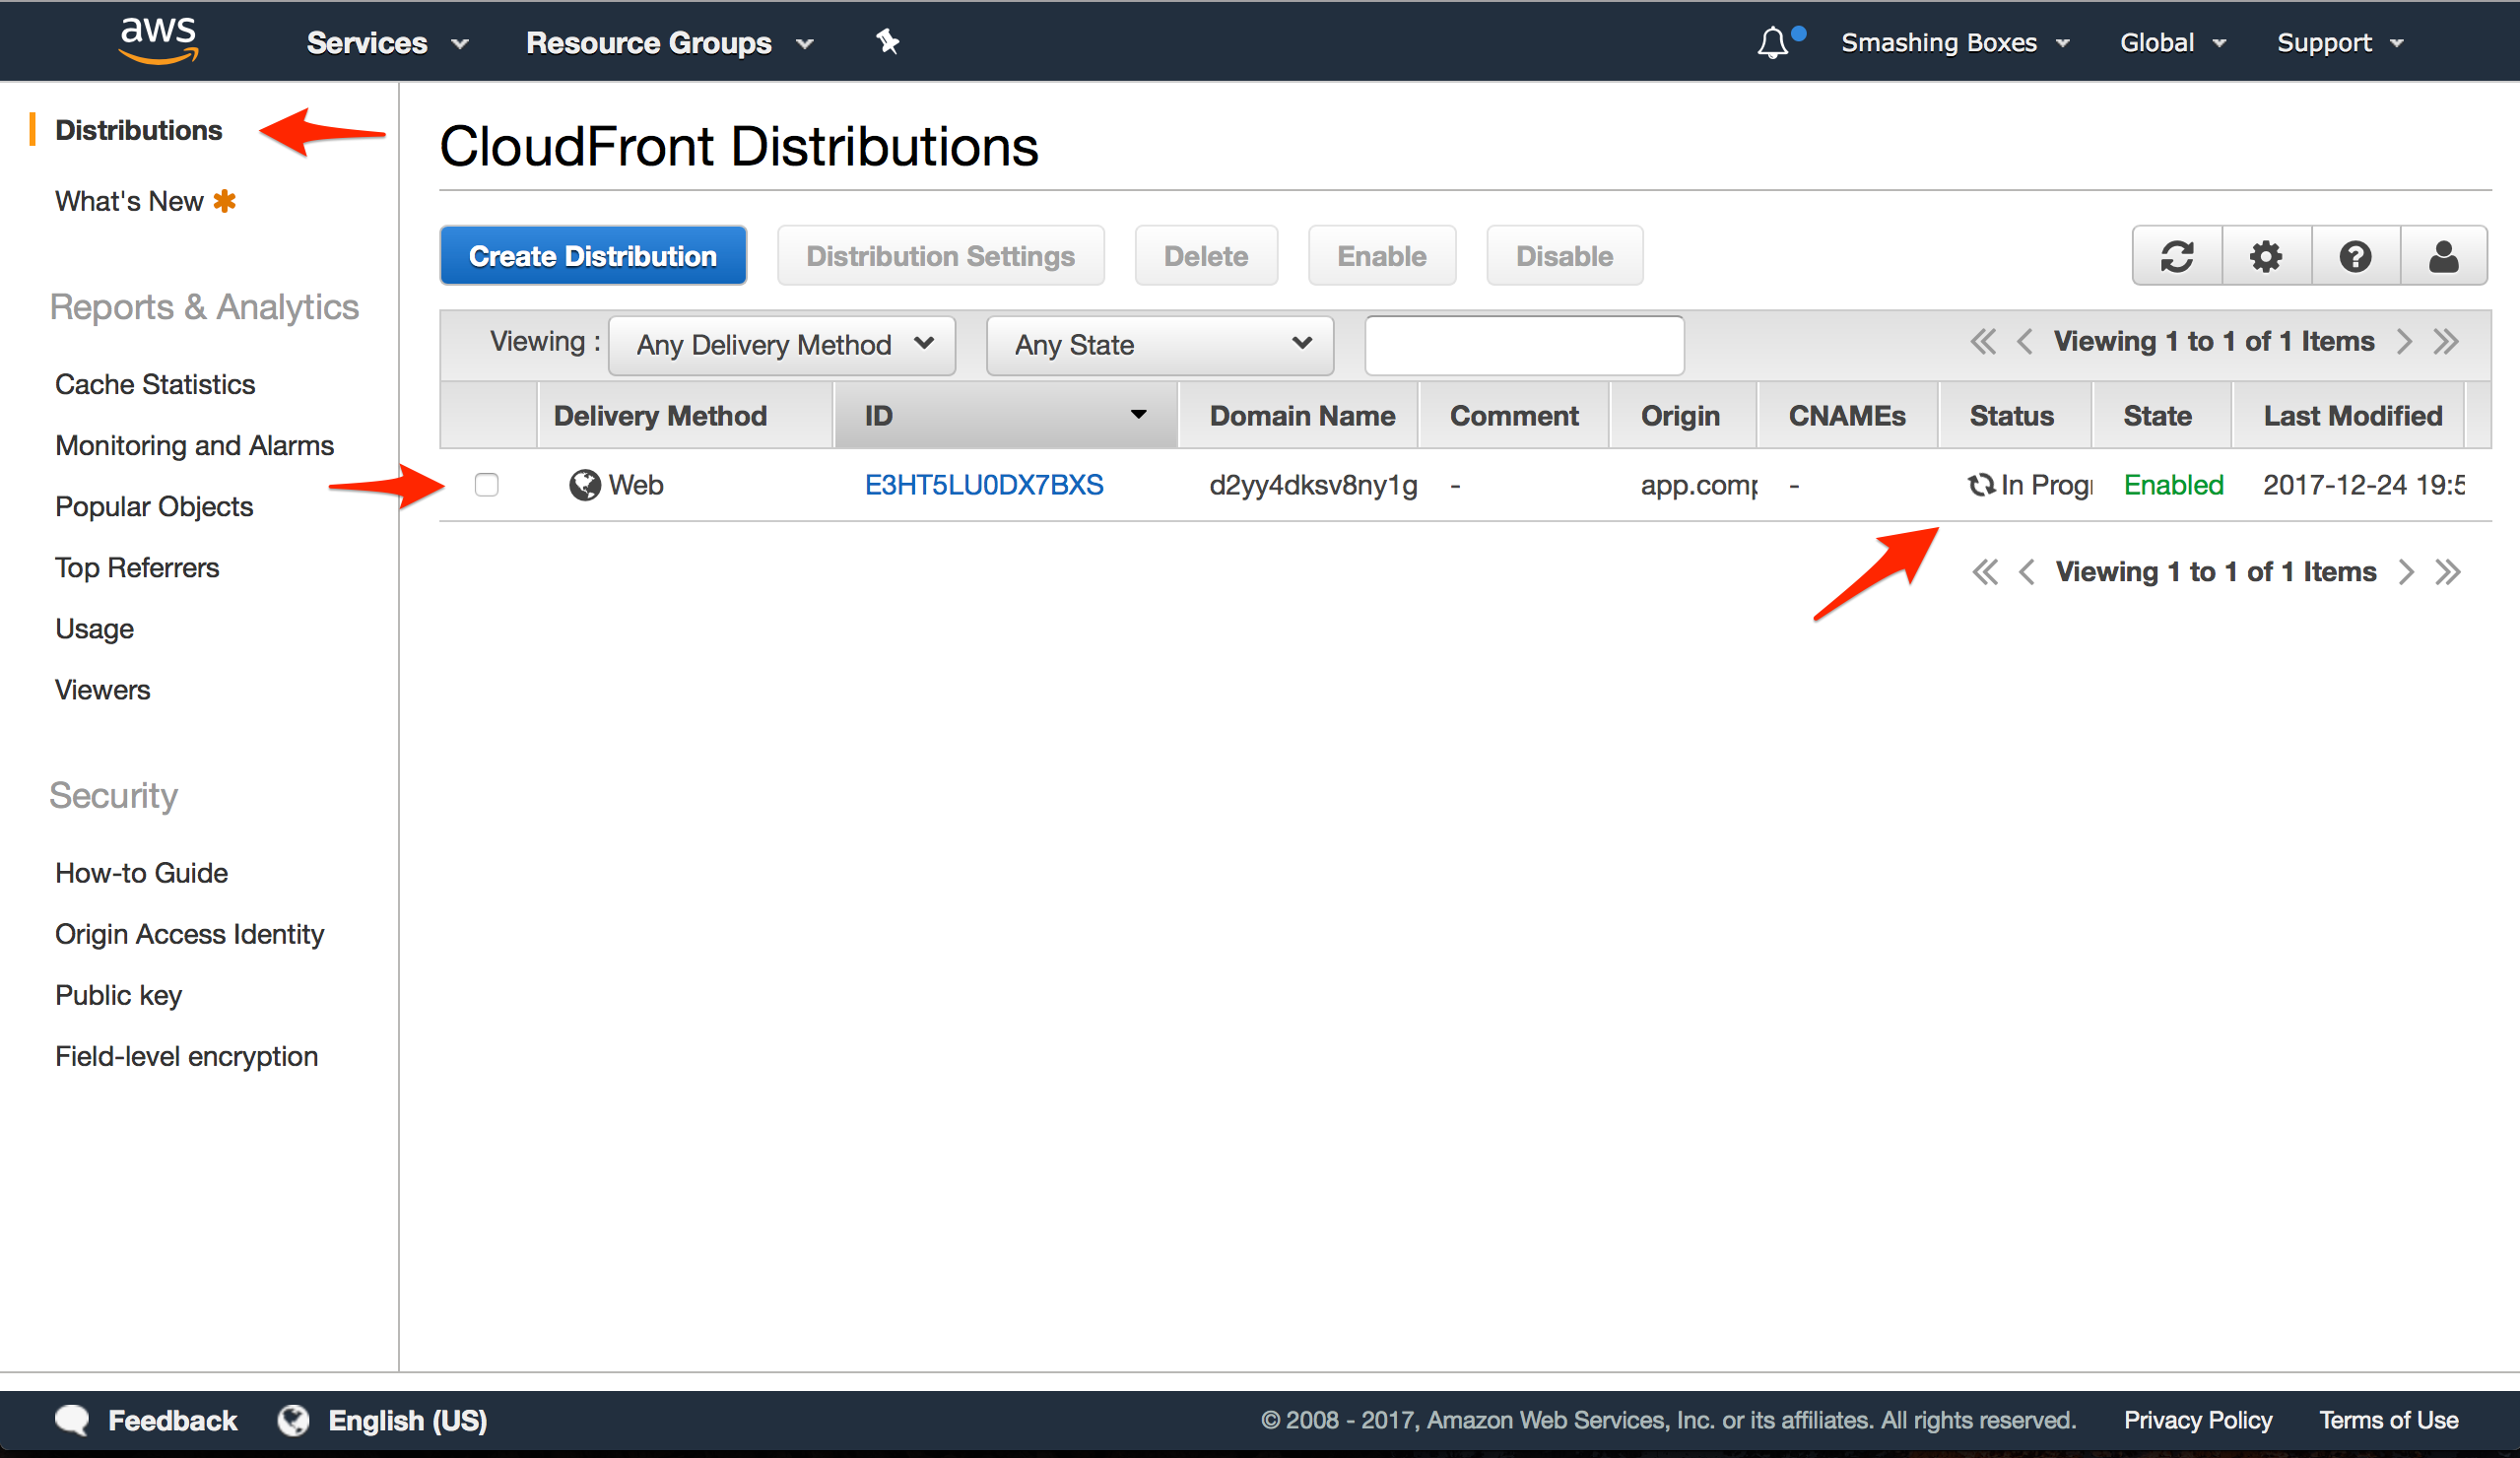 aws Services Resource Groups Smashing Boxes Global Support
Distributions
What's New
Reports & Analytics
Cache Statistics
Monitoring and Alarms
Popular Objects
Top Referrers
Usage
Viewers
Security
How-to Guide
Origin Access Identity
Public key
Field-level encryption
CloudFront Distributions
Create Distribution Distribution Settings Delete Enable Disable
Viewing : Any Delivery Method Any State Viewing 1 to 1 of 1 Items
Delivery Method ID Domain Name Comment Origin CNAMEs Status State Last Modified
Web E3HT5LU0DX7BXS d2yy4dksv8ny1g - app.comp - In Progr Enabled 2017-12-24 19:5
Viewing 1 to 1 of 1 Items
Feedback English (US) © 2008 - 2017, Amazon Web Services, Inc. or its affiliates. All rights reserved. Privacy Policy Terms of Use